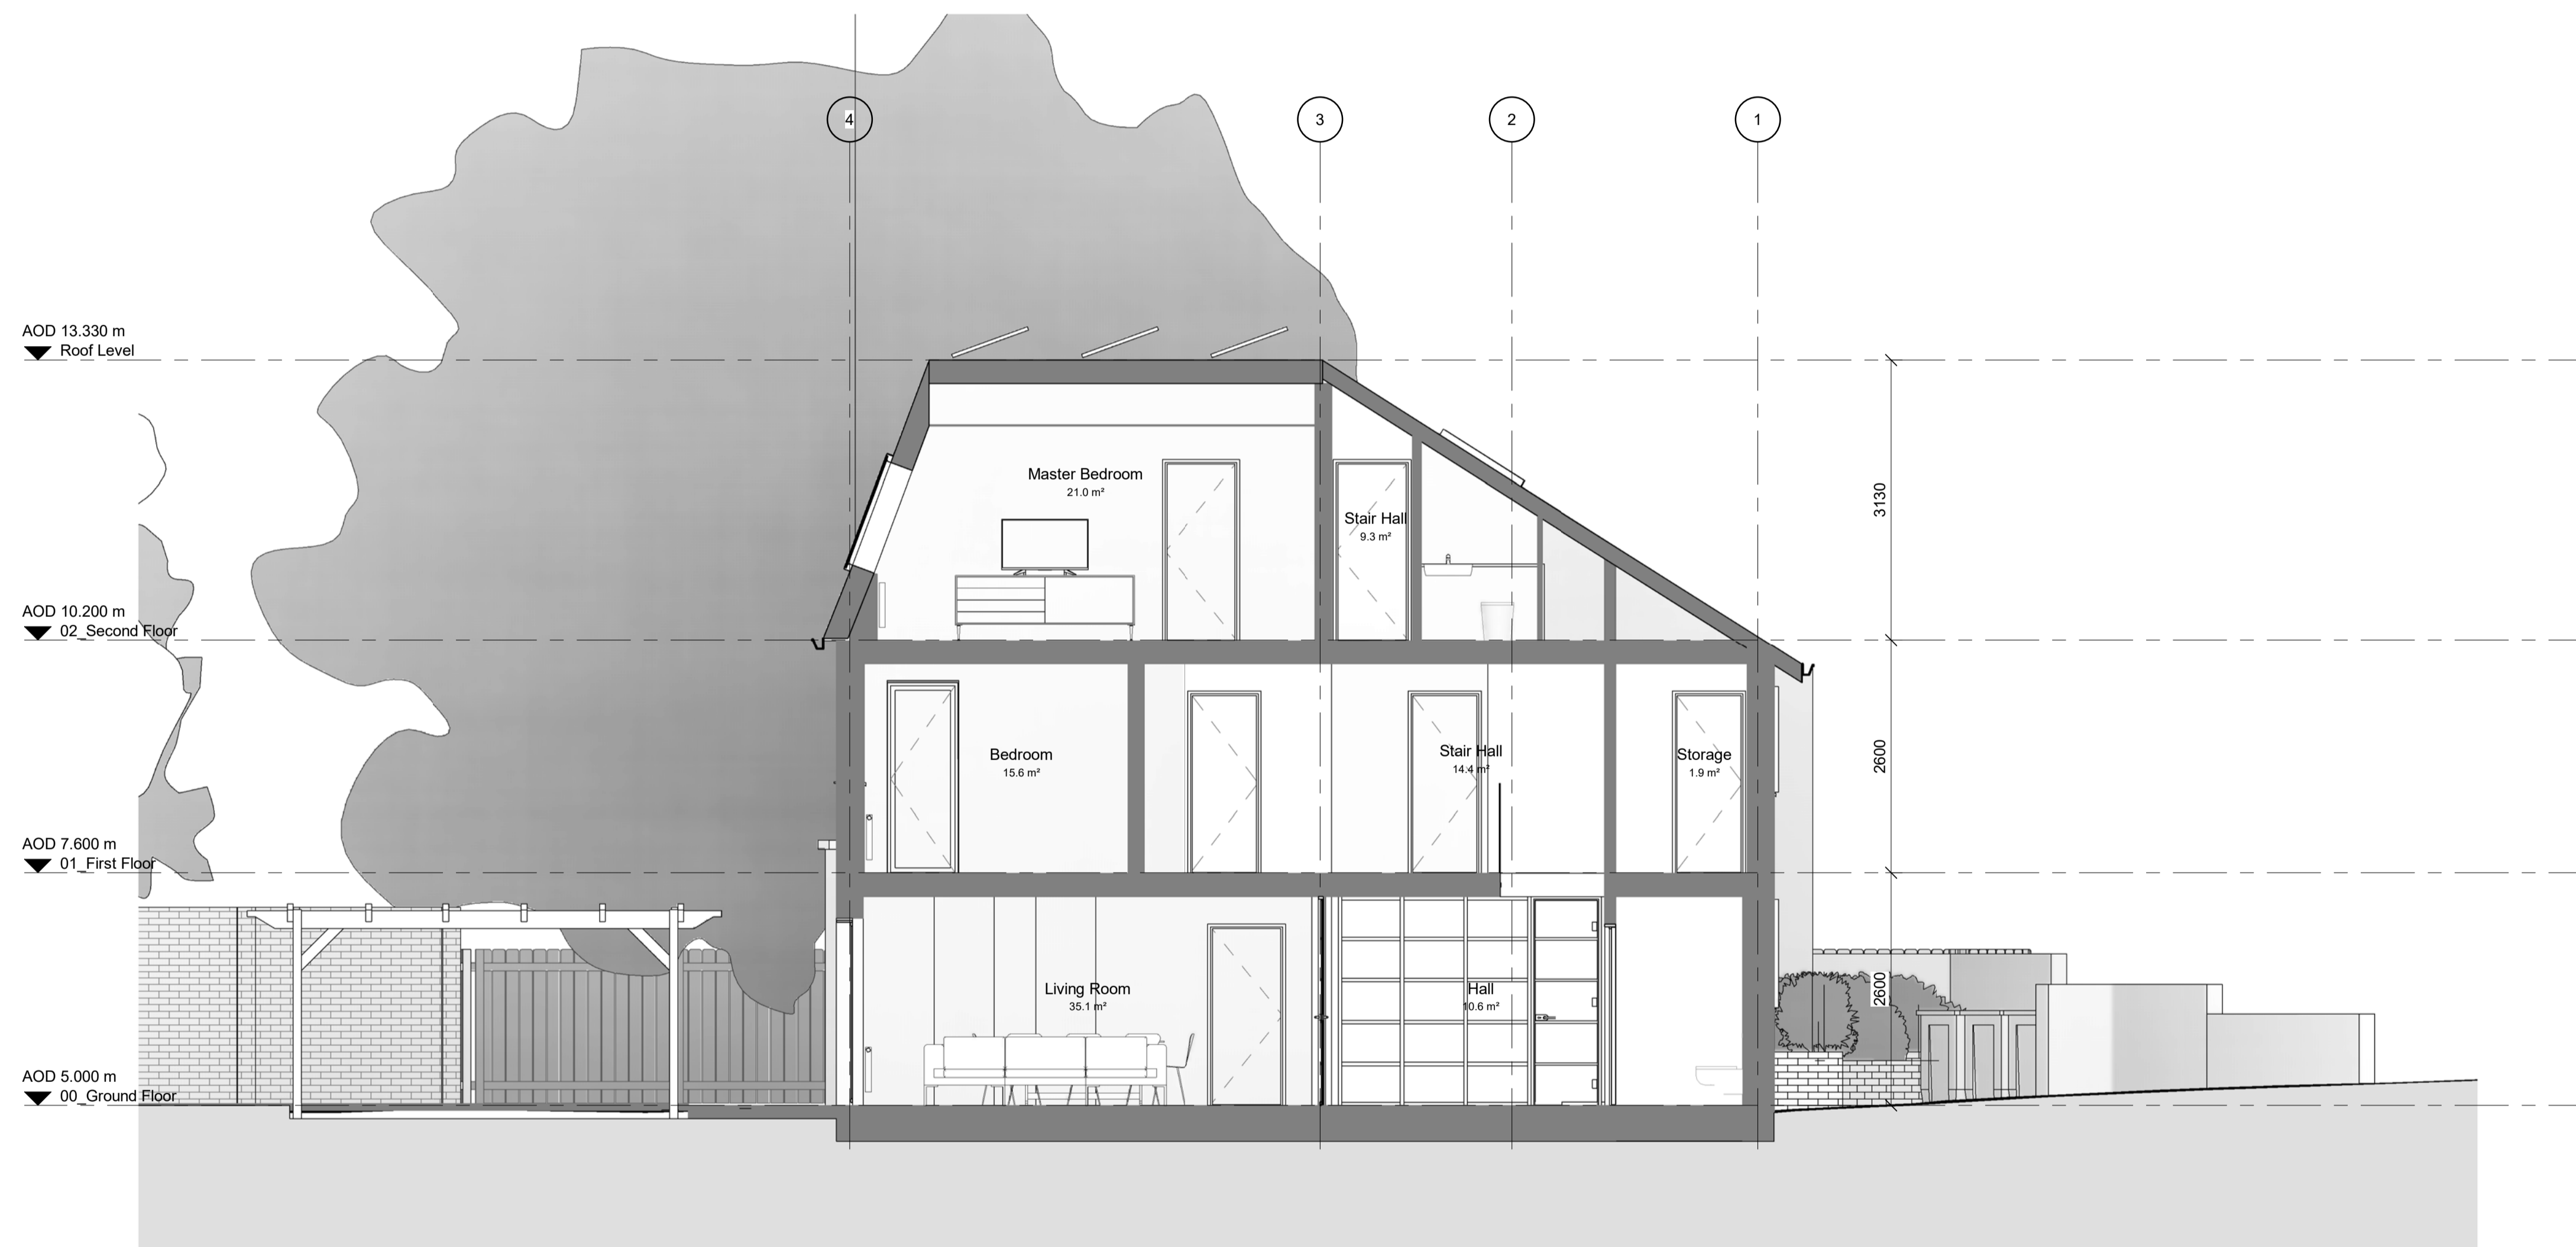 4
3
2
1
AOD 13.330 m
Roof Level
Master Bedroom
21.0 m²
3130
Stair Hall
9.3 m²
AOD 10.200 m
02_Second Floor
Bedroom
15.6 m²
Stair Hall
14.4 m²
Storage
1.9 m²
2600
AOD 7.600 m
01_First Floor
Living Room
35.1 m²
Hall
10.6 m²
2600
AOD 5.000 m
00_Ground Floor